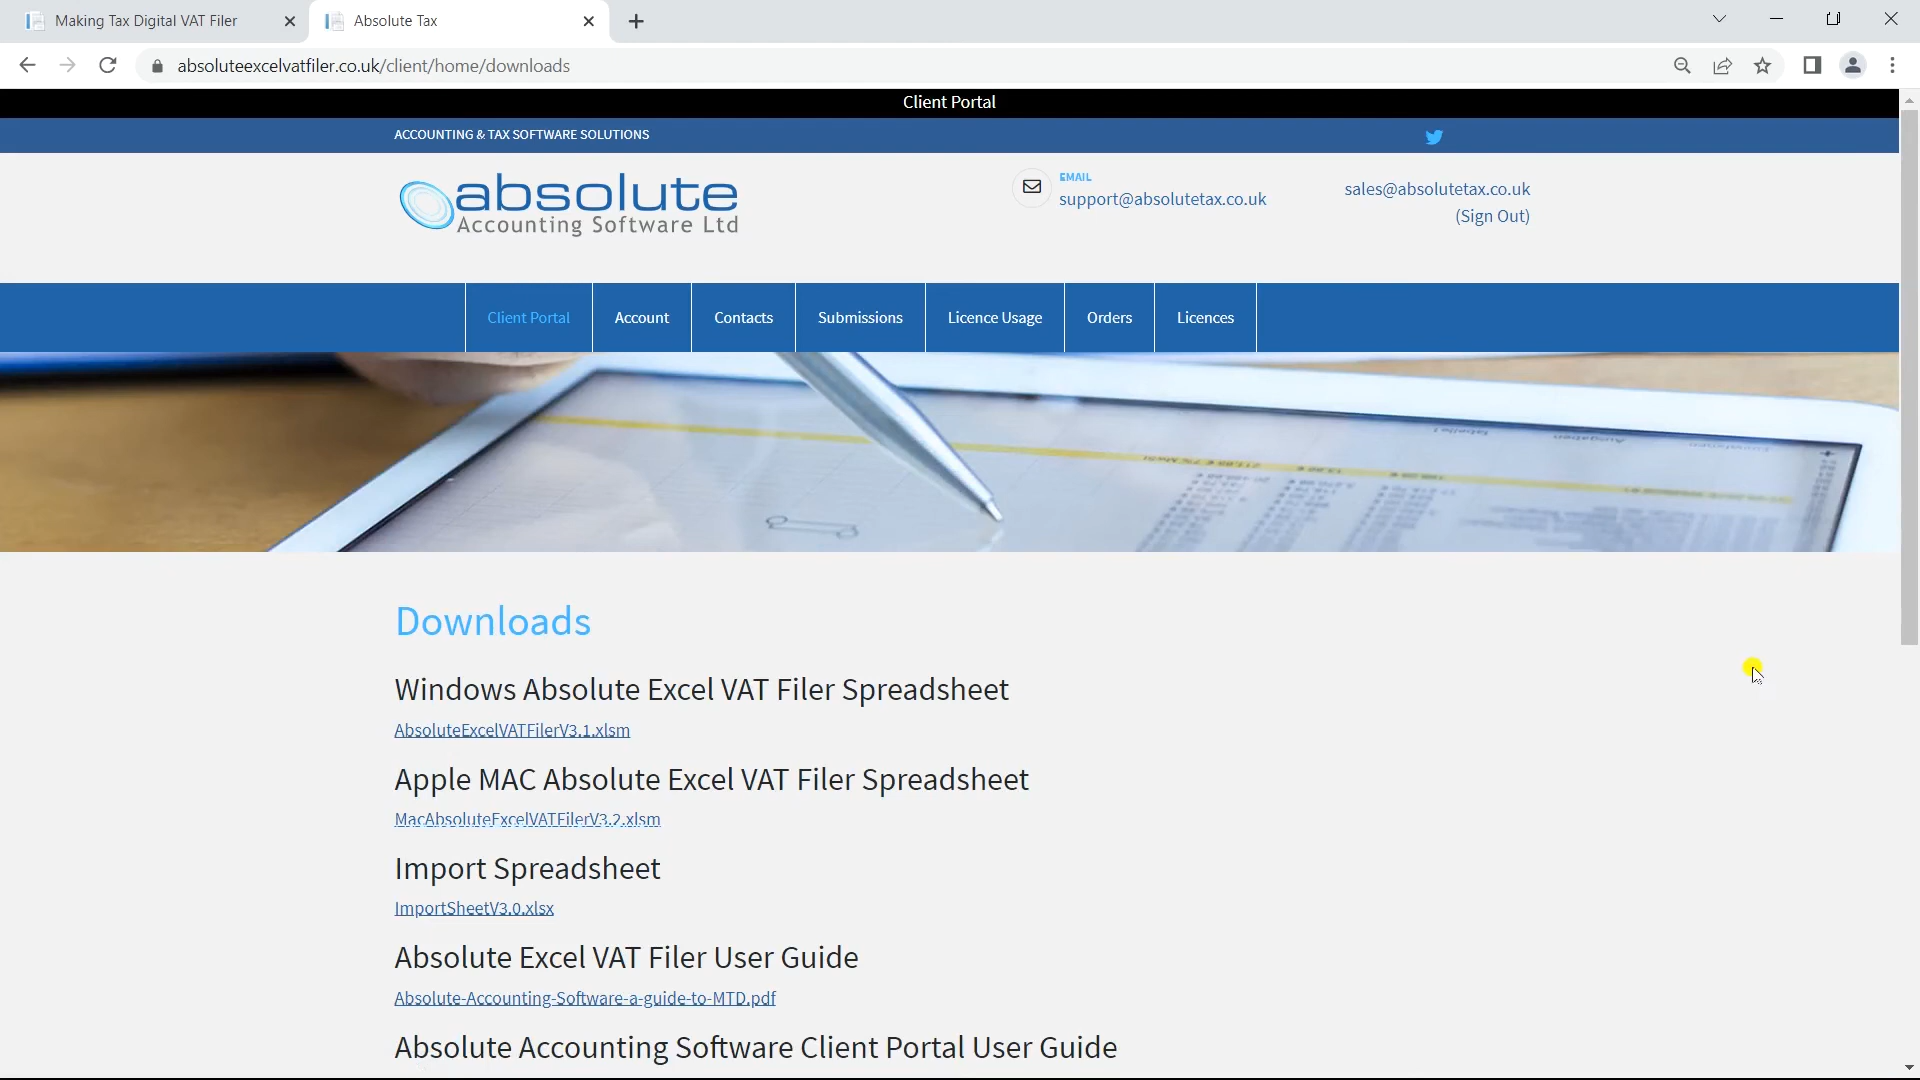 Making Tax Digital VAT Filer
Absolute Tax
absoluteexcelvatfiler.co.uk/client/home/downloads
Client Portal
ACCOUNTING & TAX SOFTWARE SOLUTIONS
absolute
Accounting Software Ltd
EMAIL
support@absolutetax.co.uk
sales@absolutetax.co.uk
(Sign Out)
Client Portal
Account
Contacts
Submissions
Licence Usage
Orders
Licences
Downloads
Windows Absolute Excel VAT Filer Spreadsheet
AbsoluteExcelVATFilerV3.1.xlsm
Apple MAC Absolute Excel VAT Filer Spreadsheet
MacAbsoluteExcelVATFilerV3.2.xlsm
Import Spreadsheet
ImportSheetV3.0.xlsx
Absolute Excel VAT Filer User Guide
Absolute-Accounting-Software-a-guide-to-MTD.pdf
Absolute Accounting Software Client Portal User Guide